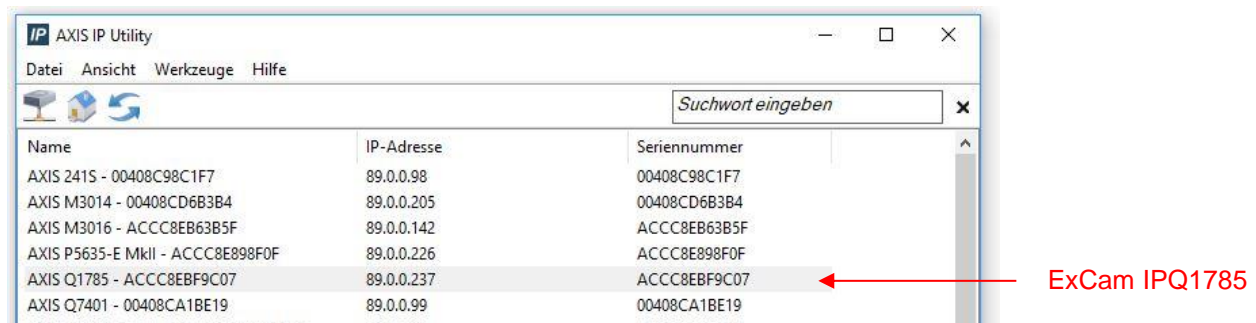 IP AXIS IP Utility
Datei Ansicht Werkzeuge Hilfe
Suchwort eingeben
Name IP-Adresse Seriennummer
AXIS 241S - 00408C98C1F7 89.0.0.98 00408C98C1F7
AXIS M3014 - 00408CD6B3B4 89.0.0.205 00408CD6B3B4
AXIS M3016 - ACCC8EB63B5F 89.0.0.142 ACCC8EB63B5F
AXIS P5635-E MkII - ACCC8E898F0F 89.0.0.226 ACCC8E898F0F
AXIS Q1785 - ACCC8EBF9C07 89.0.0.237 ACCC8EBF9C07 ExCam IPQ1785
AXIS Q7401 - 00408CA1BE19 89.0.0.99 00408CA1BE19